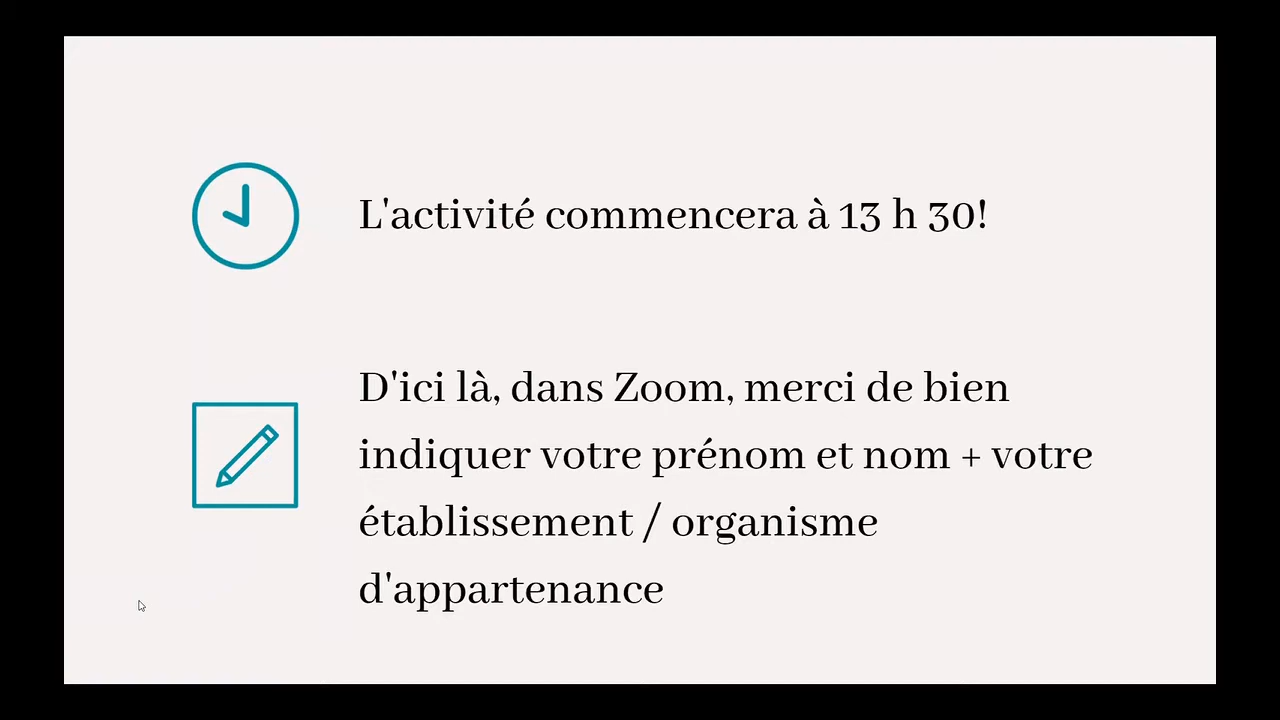 L'activité commencera à 13 h 30!
D'ici là, dans Zoom, merci de bien
indiquer votre prénom et nom + votre
établissement / organisme
d'appartenance